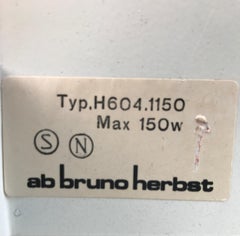 Typ.H604.1150
Max 150w
S N
ab bruno herbst